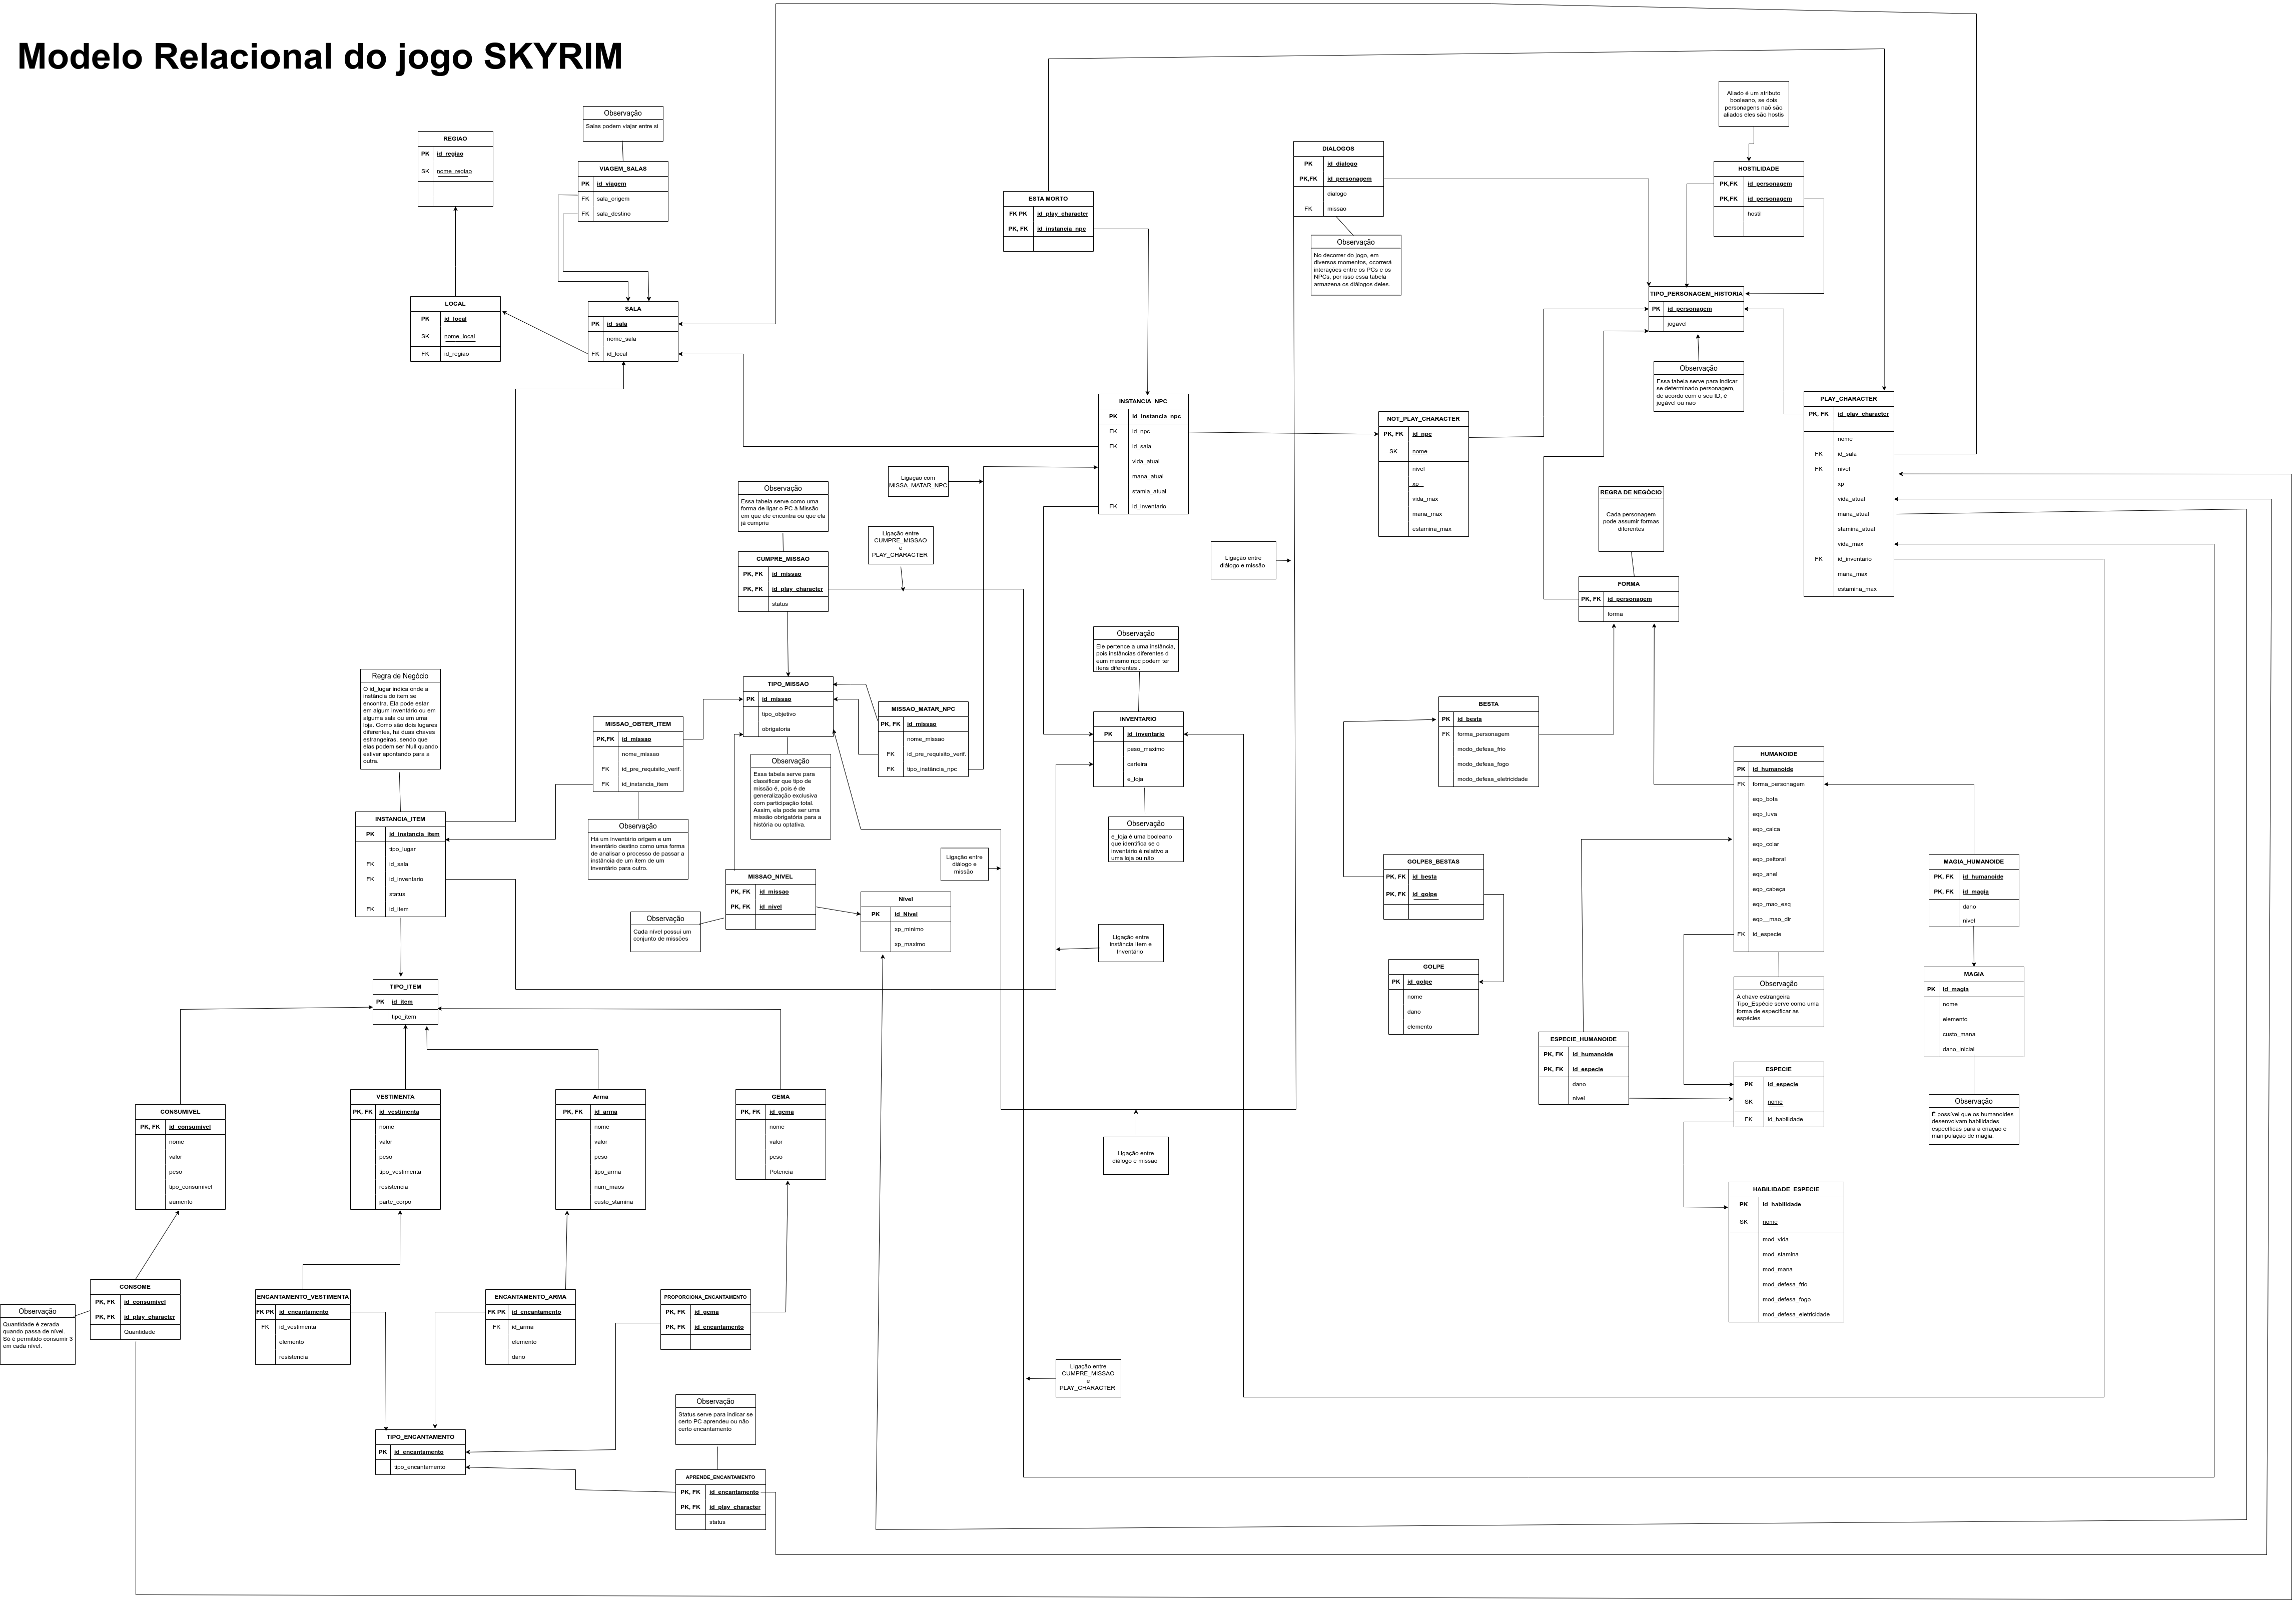 Modelo Relacional do jogo SKYRIM
REGIAO
PK id_regiao
SK nome_regiao
Observação
Salas podem viajar entre si
VIAGEM_SALAS
PK id_viagem
FK sala_origem
FK sala_destino
LOCAL
PK id_local
SK nome_local
FK id_regiao
SALA
PK id_sala
nome_sala
FK id_local
ESTA MORTO
FK PK id_play_character
PK, FK id_instancia_npc
DIALOGOS
PK id_dialogo
PK,FK id_personagem
dialogo
FK missao
Observação
No decorrer do jogo, em
diversos momentos, ocorrerá
interações entre os PCs e os
NPCs, por isso essa tabela
armazena os diálogos deles.
Aliado é um atributo
booleano, se dois
personagens naõ são
aliados eles são hostis
HOSTILIDADE
PK,FK id_personagem
PK,FK id_personagem
hostil
TIPO_PERSONAGEM_HISTORIA
PK id_personagem
jogavel
Observação
Essa tabela serve para indicar
se determinado personagem,
de acordo com o seu ID, é
jogável ou não
PLAY_CHARACTER
PK, FK id_play_character
nome
FK id_sala
FK nivel
xp
vida_atual
mana_atual
stamina_atual
vida_max
FK id_inventario
mana_max
estamina_max
INSTANCIA_NPC
PK id_instancia_npc
FK id_npc
FK id_sala
vida_atual
mana_atual
stamia_atual
FK id_inventario
NOT_PLAY_CHARACTER
PK, FK id_npc
SK nome
nivel
xp
vida_max
mana_max
estamina_max
Ligação com
MISSA_MATAR_NPC
Observação
Essa tabela serve como uma
forma de ligar o PC à Missão
em que ele encontra ou que ela
já cumpriu
Ligação entre
CUMPRE_MISSAO
e
PLAY_CHARACTER
CUMPRE_MISSAO
PK, FK id_missao
PK, FK id_play_character
status
Ligação entre
diálogo e missão
REGRA DE NEGÓCIO
Cada personagem
pode assumir formas
diferentes
FORMA
PK, FK id_personagem
forma
Regra de Negócio
O id_lugar indica onde a
instância do item se
encontra. Ela pode estar
em algum inventário ou em
alguma sala ou em uma
loja. Como são dois lugares
diferentes, há duas chaves
estrangeiras, sendo que
elas podem ser Null quando
estiver apontando para a
outra.
TIPO_MISSAO
PK id_missao
tipo_objetivo
obrigatoria
Observação
Essa tabela serve para
classificar que tipo de
missão é, pois é de
generalização exclusiva
com participação total.
Assim, ela pode ser uma
missão obrigatória para a
história ou optativa.
MISSAO_OBTER_ITEM
PK,FK id_missao
nome_missao
FK id_pre_requisito_verif.
FK id_instancia_item
Observação
Há um inventário origem e um
inventário destino como uma forma
de analisar o processo de passar a
instância de um item de um
inventário para outro.
MISSAO_MATAR_NPC
PK, FK id_missao
nome_missao
FK id_pre_requisito_verif.
FK tipo_instância_npc
Observação
Ele pertence a uma instância,
pois instâncias diferentes d
eum mesmo npc podem ter
itens diferentes .
INVENTARIO
PK id_inventario
peso_maximo
carteira
e_loja
Observação
e_loja é uma booleano
que identifica se o
inventário é relativo a
uma loja ou não
INSTANCIA_ITEM
PK id_instancia_item
tipo_lugar
FK id_sala
FK id_inventario
status
FK id_item
MISSAO_NIVEL
PK, FK id_missao
PK, FK id_nivel
Observação
Cada nível possui um
conjunto de missões
Nivel
PK id_Nivel
xp_minimo
xp_maximo
Ligação entre
diálogo e
missão
Ligação entre
instância item e
Inventário
BESTA
PK id_besta
FK forma_personagem
modo_defesa_frio
modo_defesa_fogo
modo_defesa_eletricidade
GOLPES_BESTAS
PK, FK id_besta
PK, FK id_golpe
GOLPE
PK id_golpe
nome
dano
elemento
HUMANOIDE
PK id_humanoide
FK forma_personagem
eqp_bota
eqp_luva
eqp_calca
eqp_colar
eqp_peitoral
eqp_anel
eqp_cabeça
eqp_mao_esq
eqp__mao_dir
FK id_especie
Observação
A chave estrangeira
Tipo_Espécie serve como uma
forma de especificar as
espécies
MAGIA_HUMANOIDE
PK, FK id_humanoide
PK, FK id_magia
dano
nivel
MAGIA
PK id_magia
nome
elemento
custo_mana
dano_inicial
Observação
É possível que os humanoides
desenvolvam habilidades
específicas para a criação e
manipulação de magia.
ESPECIE_HUMANOIDE
PK, FK id_humanoide
PK, FK id_especie
dano
nivel
ESPECIE
PK id_especie
SK nome
FK id_habilidade
HABILIDADE_ESPECIE
PK id_habilidade
SK nome
mod_vida
mod_stamina
mod_mana
mod_defesa_frio
mod_defesa_fogo
mod_defesa_eletricidade
TIPO_ITEM
PK id_item
tipo_item
CONSUMIVEL
PK, FK id_consumivel
nome
valor
peso
tipo_consumivel
aumento
VESTIMENTA
PK, FK id_vestimenta
nome
valor
peso
tipo_vestimenta
resistencia
parte_corpo
Arma
PK, FK id_arma
nome
valor
peso
tipo_arma
num_maos
custo_stamina
GEMA
PK, FK id_gema
nome
valor
peso
Potencia
Ligação entre
diálogo e missão
Observação
Quantidade é zerada
quando passa de nível.
Só é permitido consumir 3
em cada nível.
CONSOME
PK, FK id_consumível
PK, FK id_play_character
Quantidade
ENCANTAMENTO_VESTIMENTA
FK PK id_encantamento
FK id_vestimenta
elemento
resistencia
ENCANTAMENTO_ARMA
FK PK id_encantamento
FK id_arma
elemento
dano
PROPORCIONA_ENCANTAMENTO
PK, FK id_gema
PK, FK id_encantamento
Ligação entre
CUMPRE_MISSAO
e
PLAY_CHARACTER
Observação
Status serve para indicar se
certo PC aprendeu ou não
certo encantamento
TIPO_ENCANTAMENTO
PK id_encantamento
tipo_encantamento
APRENDE_ENCANTAMENTO
PK, FK id_encantamento
PK, FK id_play_character
status